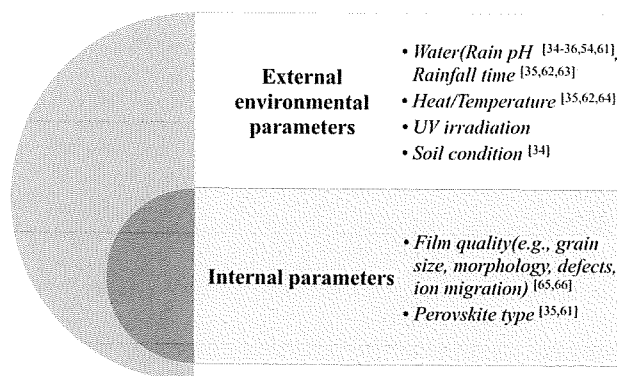 External
environmental
parameters
• Water(Rain pH [34-36,54,61],
Rainfall time [35,62,63]
• Heat/Temperature [35,62,64]
• UV irradiation
• Soil condition [34]
Internal parameters
• Film quality(e.g., grain
size, morphology, defects,
ion migration) [65,66]
• Perovskite type [35,61]